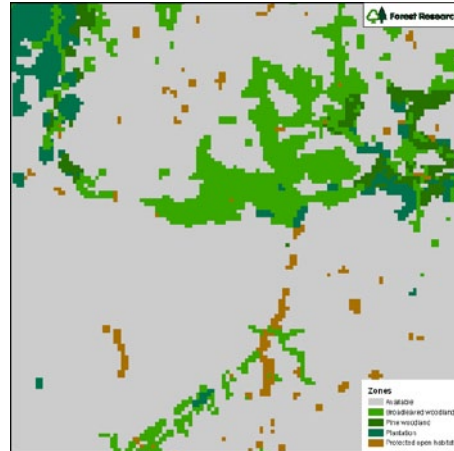 Forest Research
Zones
Available
Broadleaved woodland
Pine woodland
Plantation
Protected open habitat